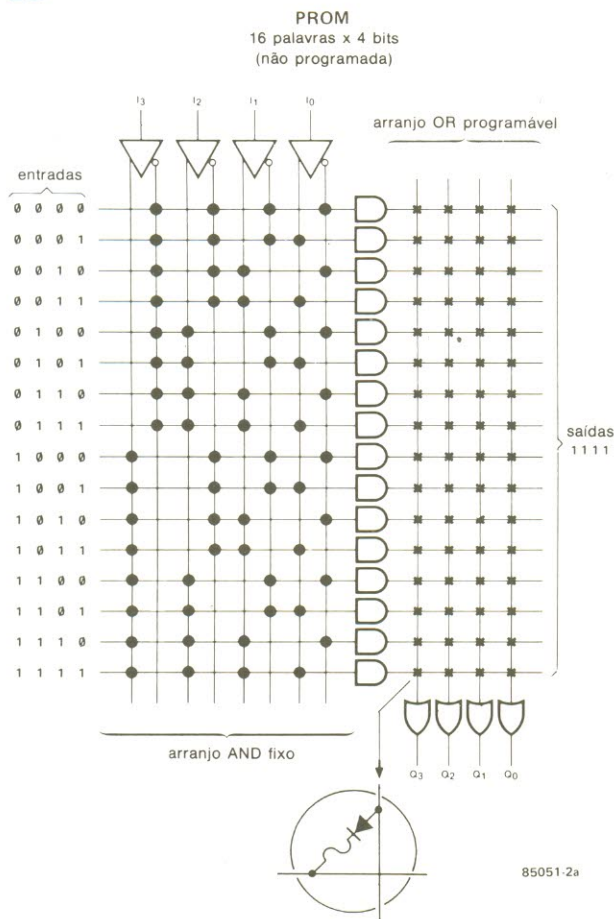 PROM
16 palavras x 4 bits
(não programada)
I3 I2 I1 I0
arranjo OR programável
entradas
0 0 0 0
0 0 0 1
0 0 1 0
0 0 1 1
0 1 0 0
0 1 0 1
0 1 1 0
0 1 1 1
1 0 0 0
1 0 0 1
1 0 1 0
1 0 1 1
1 1 0 0
1 1 0 1
1 1 1 0
1 1 1 1
saídas
1111
arranjo AND fixo
Q3 Q2 Q1 Q0
85051-2a